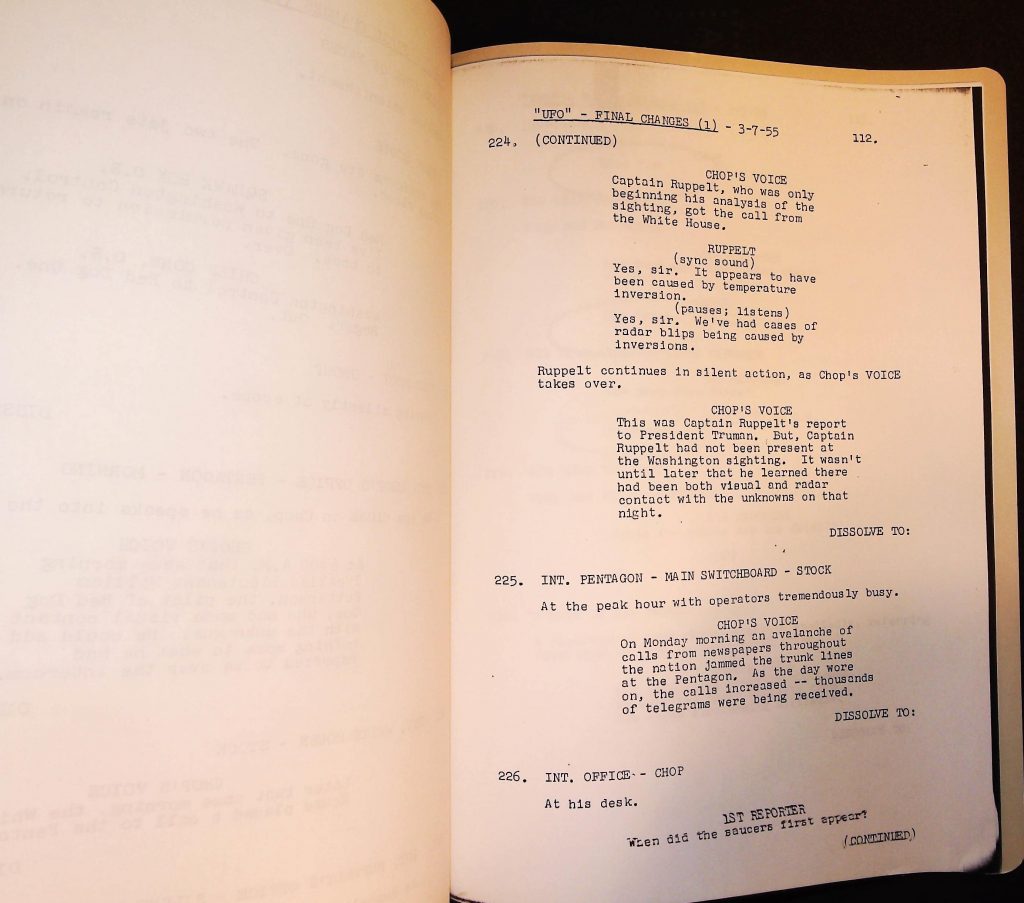 "UFO" - FINAL CHANGES (1) - 3-7-55
112.
224. (CONTINUED)
CHOP'S VOICE
Captain Ruppelt, who was only
beginning his analysis of the
sighting, got the call from
the White House.
RUPPELT
(sync sound)
Yes, sir. It appears to have
been caused by temperature
inversion.
(pauses; listens)
Yes, sir. We've had cases of
radar blips being caused by
inversions.
Ruppelt continues in silent action, as Chop's VOICE
takes over.
CHOP'S VOICE
This was Captain Ruppelt's report
to President Truman. But, Captain
Ruppelt had not been present at
the Washington sighting. It wasn't
until later that he learned there
had been both visual and radar
contact with the unknowns on that
night.
DISSOLVE TO:
225. INT. PENTAGON - MAIN SWITCHBOARD - STOCK
At the peak hour with operators tremendously busy.
CHOP'S VOICE
On Monday morning an avalanche of
calls from newspapers throughout
the nation jammed the trunk lines
at the Pentagon. As the day wore
on, the calls increased -- thousands
of telegrams were being received.
DISSOLVE TO:
226. INT. OFFICE - CHOP
At his desk.
1ST REPORTER
When did the saucers first appear?
(CONTINUED)